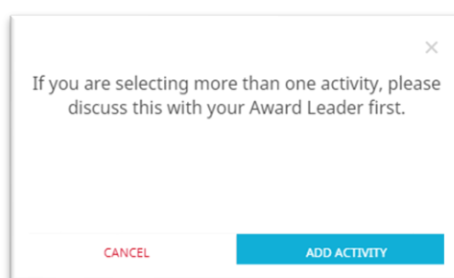 If you are selecting more than one activity, please
discuss this with your Award Leader first.
CANCEL
ADD ACTIVITY